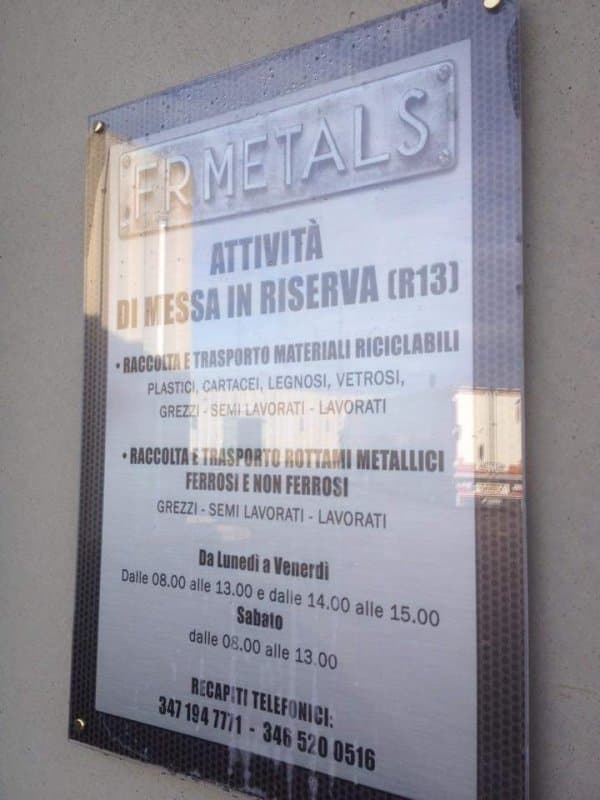 FR METALS
ATTIVITÀ
DI MESSA IN RISERVA (R13)
• RACCOLTA E TRASPORTO MATERIALI RICICLABILI
PLASTICI, CARTACEI, LEGNOSI, VETROSI,
GREZZI - SEMI LAVORATI - LAVORATI
• RACCOLTA E TRASPORTO ROTTAMI METALLICI
FERROSI E NON FERROSI
GREZZI - SEMI LAVORATI - LAVORATI
Da Lunedì a Venerdì
Dalle 08.00 alle 13.00 e dalle 14.00 alle 15.00
Sabato
dalle 08.00 alle 13.00
RECAPITI TELEFONICI:
347 194 7771 - 346 520 0516